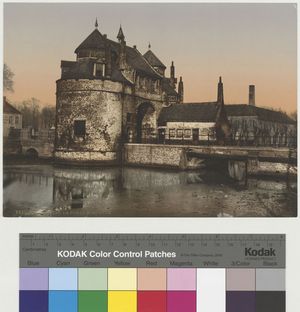 KODAK Color Control Patches
Kodak
Blue Cyan Green Yellow Red Magenta White 3/Color Black